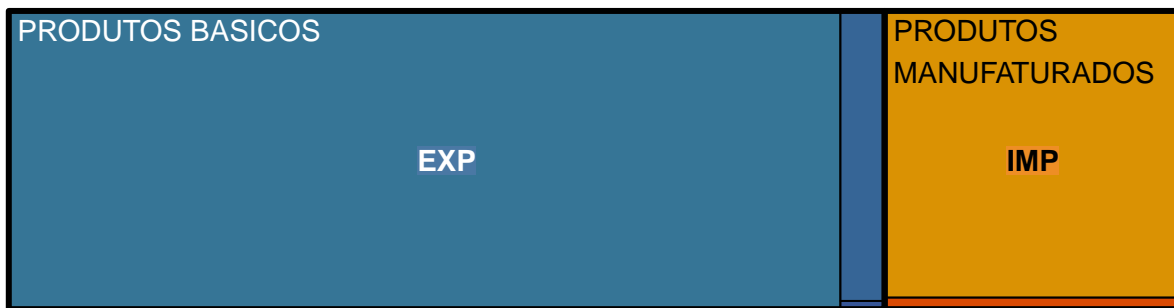 PRODUTOS BASICOS
EXP
PRODUTOS
MANUFATURADOS
IMP